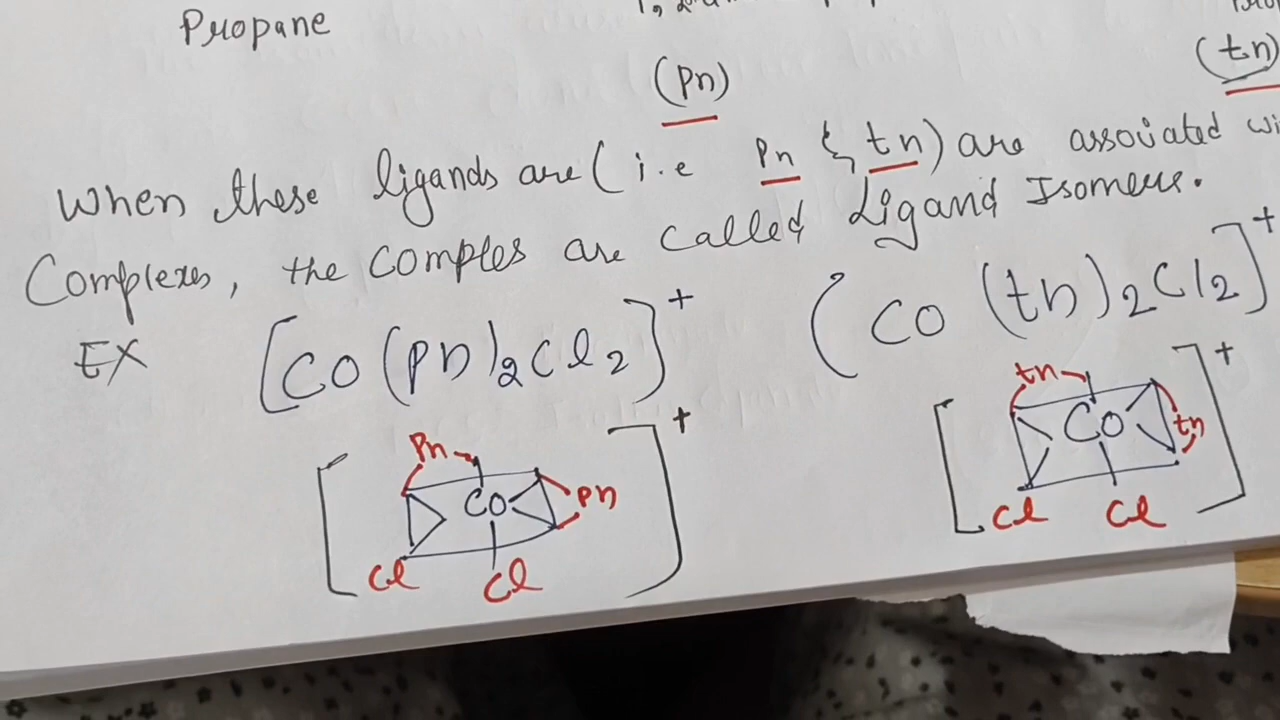 Propane
(Pn)
(tn)
When these ligands are (i.e Pn & tn) are associated
Complexes, the comples are called Ligand Isomers.
EX [CO (Pn)2Cl2]+ (CO (tn)2Cl2]+
Pn
CO
Pn
Cl
Cl
+
tn
CO
tn
Cl
Cl
+